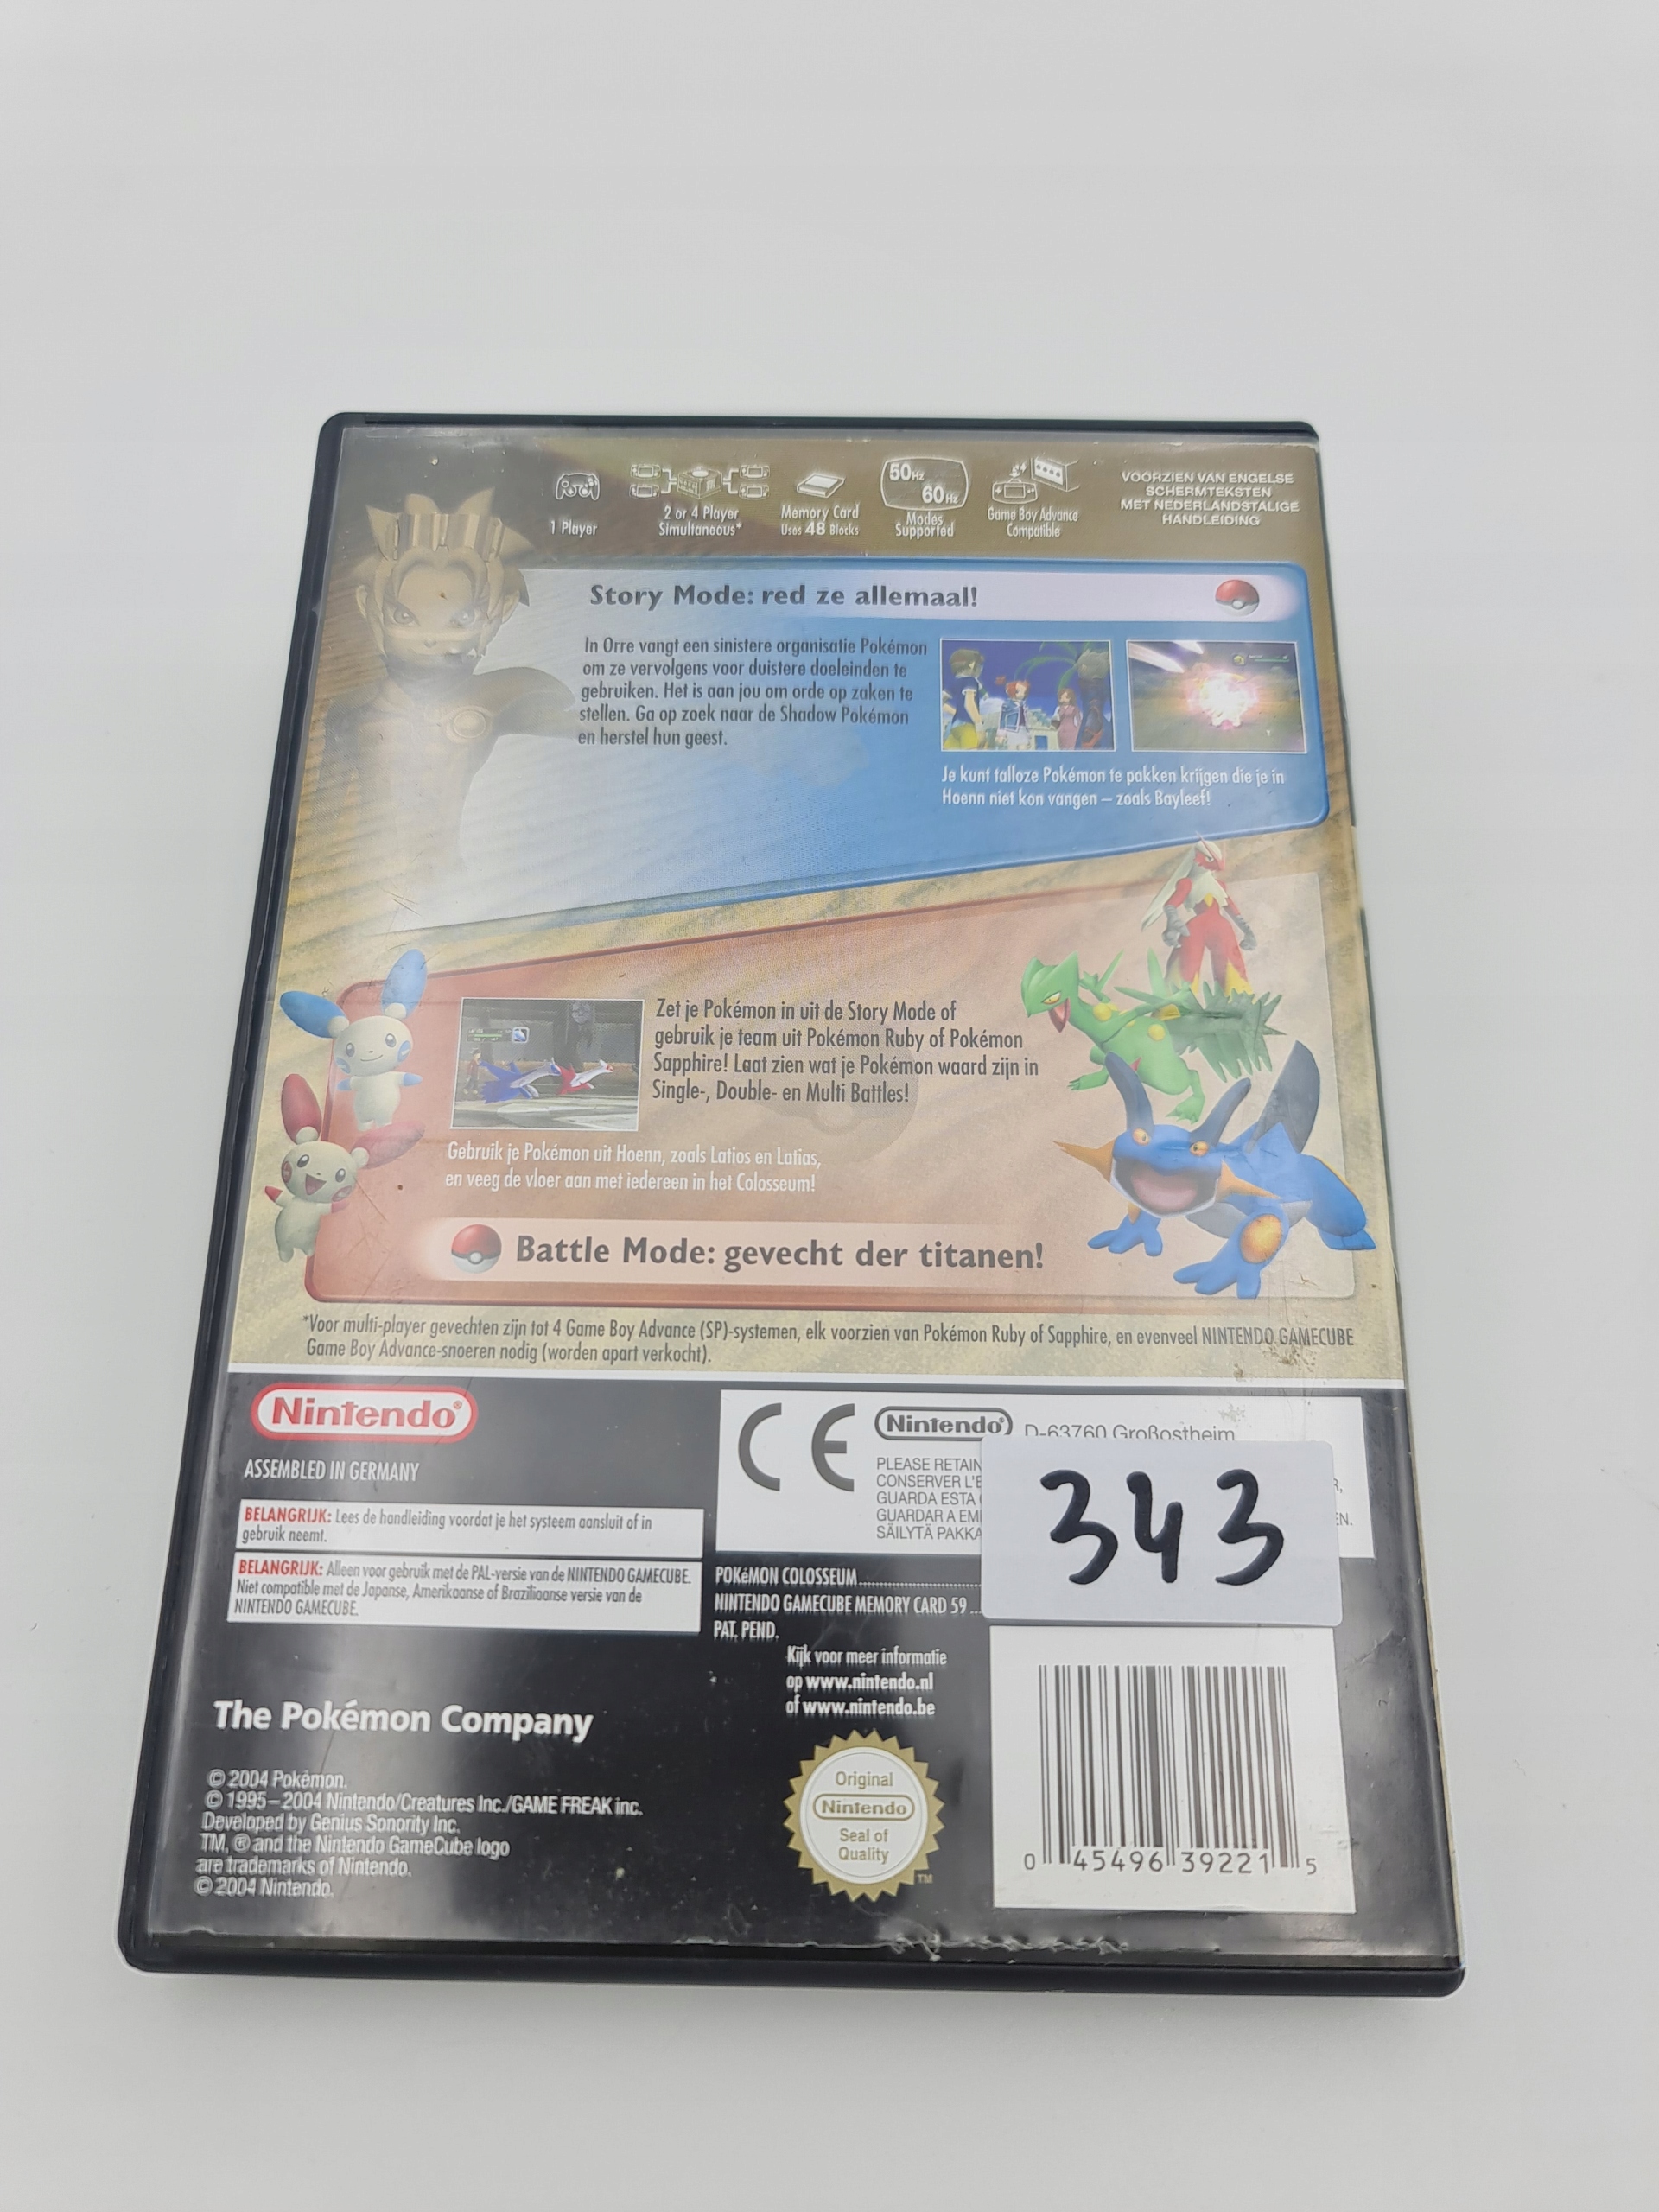 1 Player
2 or 4 Player
Simultaneous*
Memory Card
Uses 48 Blocks
50Hz
60Hz
Modes
Supported
Game Boy Advance
Compatible
VOORZIEN VAN ENGELSE
SCHERMTEKSTEN
MET NEDERLANDSTALIGE
HANDLEIDING
Story Mode: red ze allemaal!
In Orre vangt een sinistere organisatie Pokémon
om ze vervolgens voor duistere doeleinden te
gebruiken. Het is aan jou om orde op zaken te
stellen. Ga op zoek naar de Shadow Pokémon
en herstel hun geest.
Je kunt talloze Pokémon te pakken krijgen die je in
Hoenn niet kon vangen – zoals Bayleef!
Zet je Pokémon in uit de Story Mode of
gebruik je team uit Pokémon Ruby of Pokémon
Sapphire! Laat zien wat je Pokémon waard zijn in
Single-, Double- en Multi Battles!
Gebruik je Pokémon uit Hoenn, zoals Latios en Latias,
en veeg de vloer aan met iedereen in het Colosseum!
Battle Mode: gevecht der titanen!
*Voor multi-player gevechten zijn tot 4 Game Boy Advance (SP)-systemen, elk voorzien van Pokémon Ruby of Sapphire, en evenveel NINTENDO GAMECUBE
Game Boy Advance-snoeren nodig (worden apart verkocht).
Nintendo®
ASSEMBLED IN GERMANY
BELANGRIJK: Lees de handleiding voordat je het systeem aansluit of in
gebruik neemt.
BELANGRIJK: Alleen voor gebruik met de PAL-versie van de NINTENDO GAMECUBE.
Niet compatible met de Japanse, Amerikaanse of Braziliaanse versie van de
NINTENDO GAMECUBE.
The Pokémon Company
© 2004 Pokémon.
© 1995–2004 Nintendo/Creatures Inc./GAME FREAK inc.
Developed by Genius Sonority Inc.
TM, ® and the Nintendo GameCube logo
are trademarks of Nintendo.
© 2004 Nintendo.
CE
Nintendo®
D-63760 Großostheim
PLEASE RETAIN
CONSERVER L'E
GUARDA ESTA
GUARDAR A EM
SÄILYTÄ PAKKA
EN.
343
POKéMON COLOSSEUM
NINTENDO GAMECUBE MEMORY CARD 59
PAT. PEND.
Kijk voor meer informatie
op www.nintendo.nl
of www.nintendo.be
Original
Nintendo
Seal of
Quality
TM
0 45496 39221 5